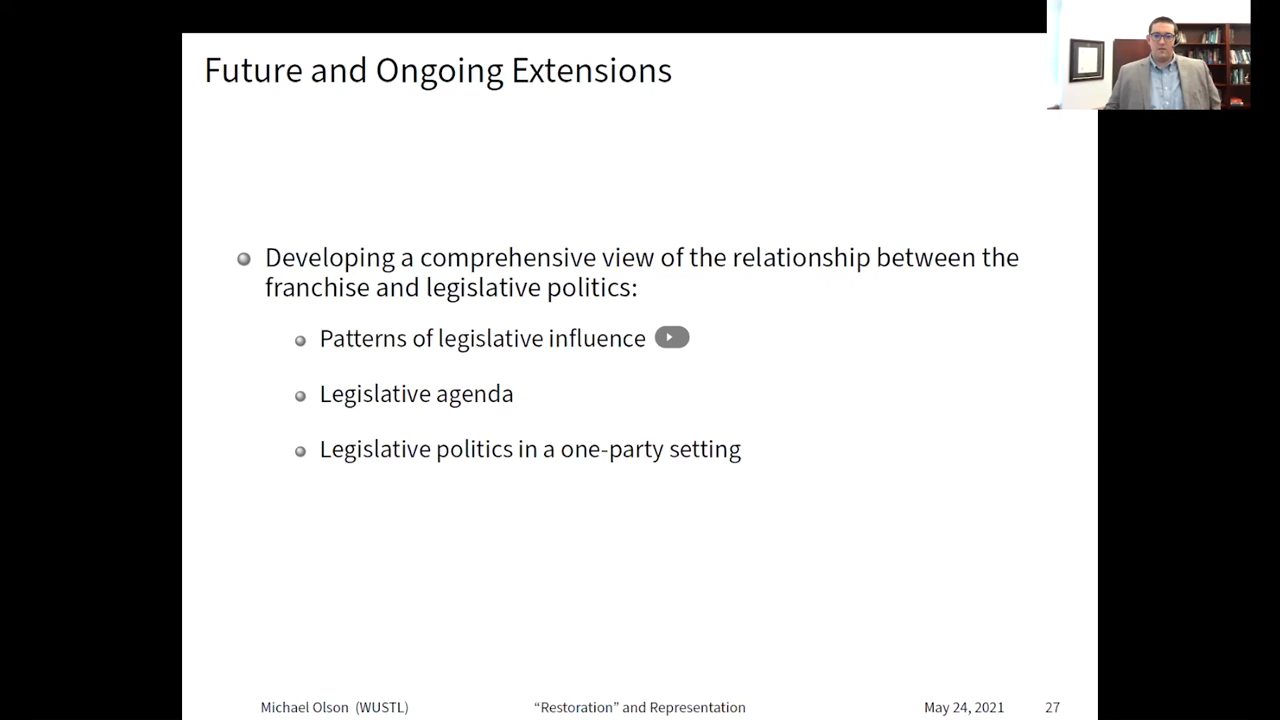 Future and Ongoing Extensions
Developing a comprehensive view of the relationship between the
franchise and legislative politics:
Patterns of legislative influence
Legislative agenda
Legislative politics in a one-party setting
Michael Olson (WUSTL) “Restoration” and Representation May 24, 2021 27